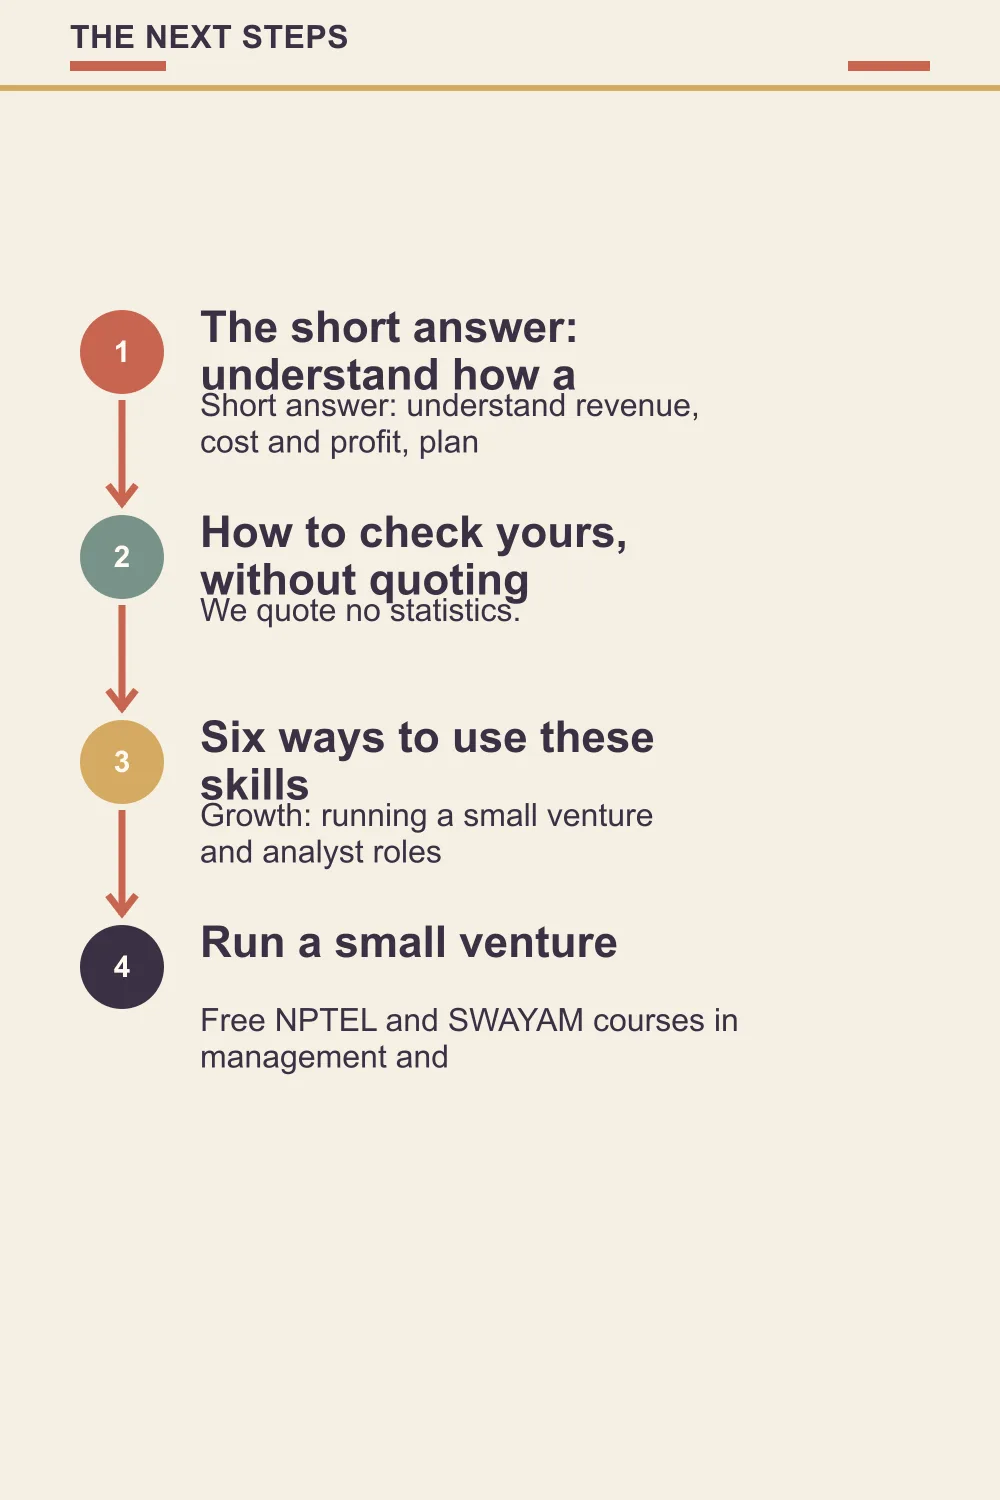 THE NEXT STEPS
1
The short answer:
understand how a
Short answer: understand revenue,
cost and profit, plan
2
How to check yours,
without quoting
We quote no statistics.
3
Six ways to use these
skills
Growth: running a small venture
and analyst roles
4
Run a small venture
Free NPTEL and SWAYAM courses in
management and